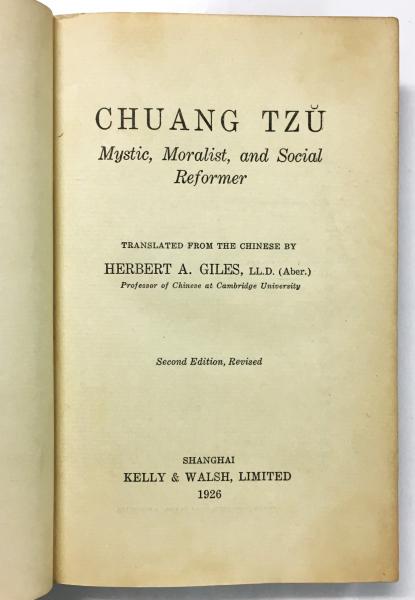 CHUANG TZŬ
Mystic, Moralist, and Social
Reformer
TRANSLATED FROM THE CHINESE BY
HERBERT A. GILES, LL.D. (Aber.)
Professor of Chinese at Cambridge University
Second Edition, Revised
SHANGHAI
KELLY & WALSH, LIMITED
1926